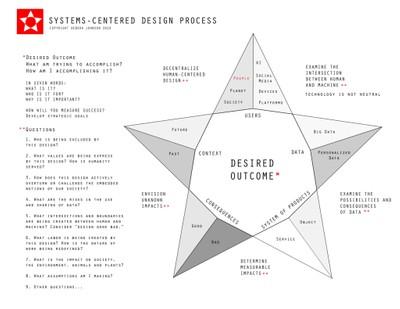 SYSTEMS-CENTERED DESIGN PROCESS
*DESIRED OUTCOME
WHAT AM TRYING TO ACCOMPLISH?
HOW AM I ACCOMPLISHING IT?
IN SEVEN WORDS:
WHAT IS IT?
WHO IS IT FOR?
WHY IS IT IMPORTANT?
HOW WILL YOU MEASURE SUCCESS?
DEVELOP STRATEGIC GOALS
**QUESTIONS
1. WHO IS BEING EXCLUDED BY
THIS DESIGN?
2. WHAT VALUES ARE BEING EXPRESS
BY THIS DESIGN? HOW IS HUMANITY
SERVED?
3. HOW DOES THIS DESIGN ACTIVELY
OVERTURN OR CHALLENGE THE EMBEDDED
NOTIONS OF OUR SOCIETY?
4. WHAT ARE THE RISKS IN THE USE
AND SHARING OF DATA?
5. WHAT INTERSECTIONS AND BOUNDARIES
ARE BEING CREATED BETWEEN HUMAN AND
MACHINE? CONSIDER "DESIGN GONE BAD."
6. WHAT LABOR IS BEING CREATED BY
THIS DESIGN? HOW IS THE NATURE OF
WORK BEING REDEFINED?
7. WHAT IS THE IMPACT ON SOCIETY,
THE ENVIRONMENT, ANIMALS AND PLANTS?
8. WHAT ASSUMPTIONS AM I MAKING?
9. OTHER QUESTIONS...
DECENTRALIZE
HUMAN-CENTERED
DESIGN**
EXAMINE THE
INTERSECTION
BETWEEN HUMAN
AND MACHINE**
TECHNOLOGY IS NOT NEUTRAL
PEOPLE
PLANET
SOCIETY
AI
SOCIAL
MEDIA
DEVICES
PLATFORMS
USERS
FUTURE
PAST
CONTEXT
BIG DATA
PERSONALIZED
DATA
DATA
DESIRED
OUTCOME*
ENVISION
UNKNOWN
IMPACTS**
EXAMINE THE
POSSIBILITIES AND
CONSEQUENCES
OF DATA **
CONSEQUENCES
GOOD
BAD
SYSTEM OF PRODUCTS
OBJECT
SERVICE
DETERMINE
MEASURABLE
IMPACTS**